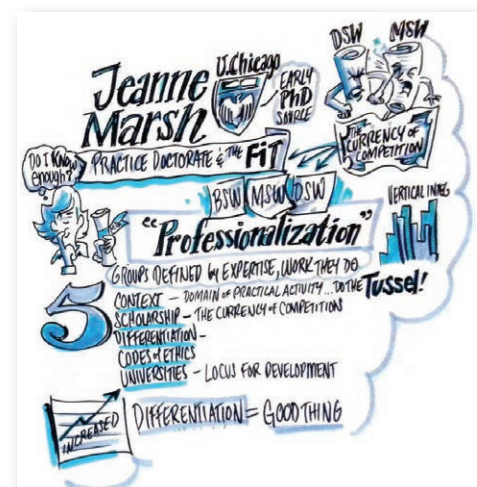 Jeanne
Marsh
U.Chicago
EARLY
PhD
SOURCE
DSW
MSW
THE
CURRENCY OF
COMPETITION
DO I KNOW
Enough?
PRACTICE DOCTORATE & THE FiT
BSW MSW DSW
"Professionalization"
VERTICAL INTEG
GROUPS DEFINED by EXPERTISE, WORK THEY DO
5
CONTEXT – DOMAIN OF PRACTICAL ACTIVITY... DO THE Tussel!
SCHOLARSHIP – THE CURRENCY OF COMPETITION
DIFFERENTIATION –
CODES of ETHICS
UNIVERSITIES – LOCUS FOR DEVELOPMENT
INCREASED
DIFFERENTIATION = GOOD THING